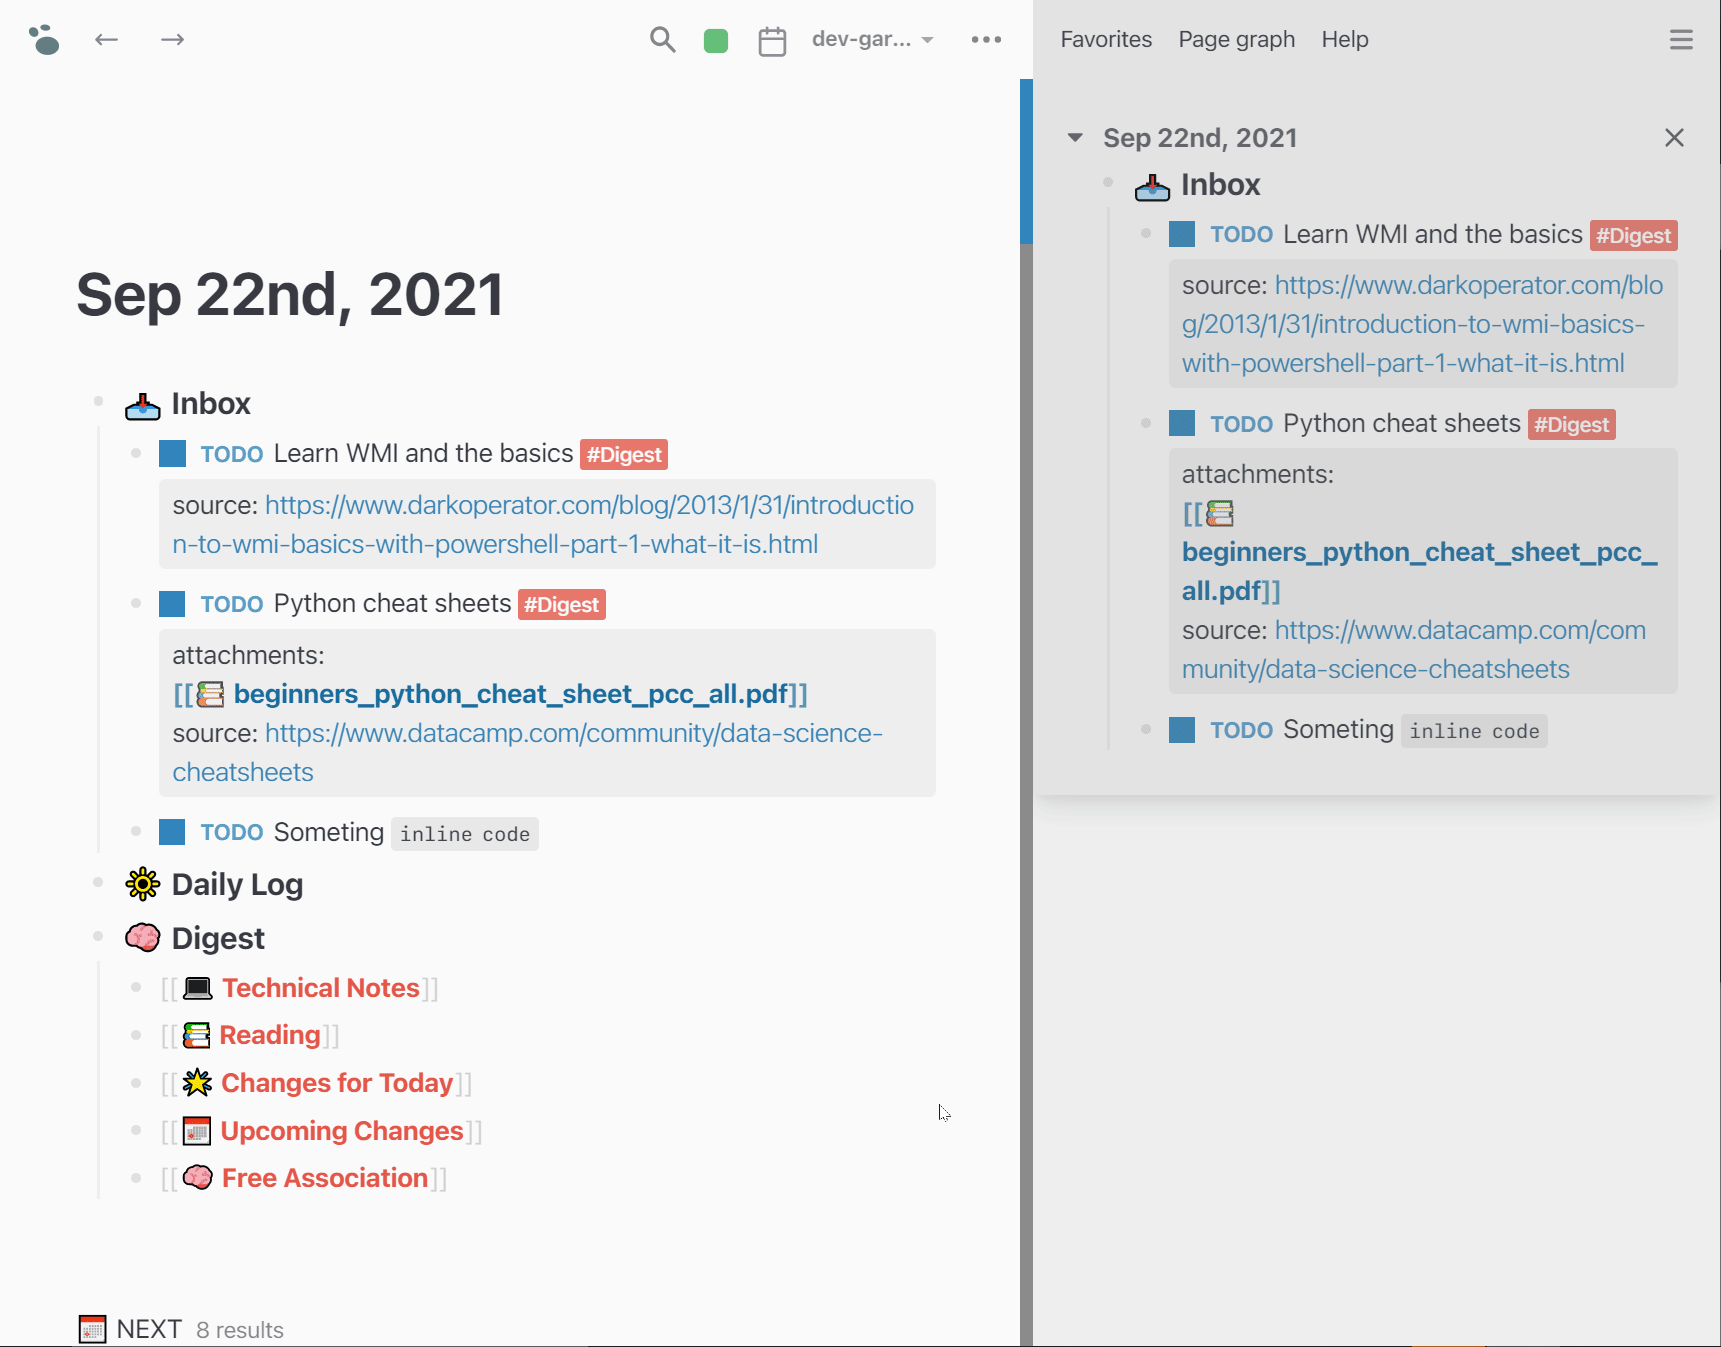 dev-gar...
Favorites Page graph Help
Sep 22nd, 2021
Inbox
TODO Learn WMI and the basics #Digest
source: https://www.darkoperator.com/blog/2013/1/31/introductio
n-to-wmi-basics-with-powershell-part-1-what-it-is.html
TODO Python cheat sheets #Digest
attachments:
[[ beginners_python_cheat_sheet_pcc_all.pdf]]
source: https://www.datacamp.com/community/data-science-
cheatsheets
TODO Someting inline code
Daily Log
Digest
[[ Technical Notes]]
[[ Reading]]
[[ Changes for Today]]
[[ Upcoming Changes]]
[[ Free Association]]
NEXT 8 results
Sep 22nd, 2021
Inbox
TODO Learn WMI and the basics #Digest
source: https://www.darkoperator.com/blo
g/2013/1/31/introduction-to-wmi-basics-
with-powershell-part-1-what-it-is.html
TODO Python cheat sheets #Digest
attachments:
[[
beginners_python_cheat_sheet_pcc_
all.pdf]]
source: https://www.datacamp.com/com
munity/data-science-cheatsheets
TODO Someting inline code